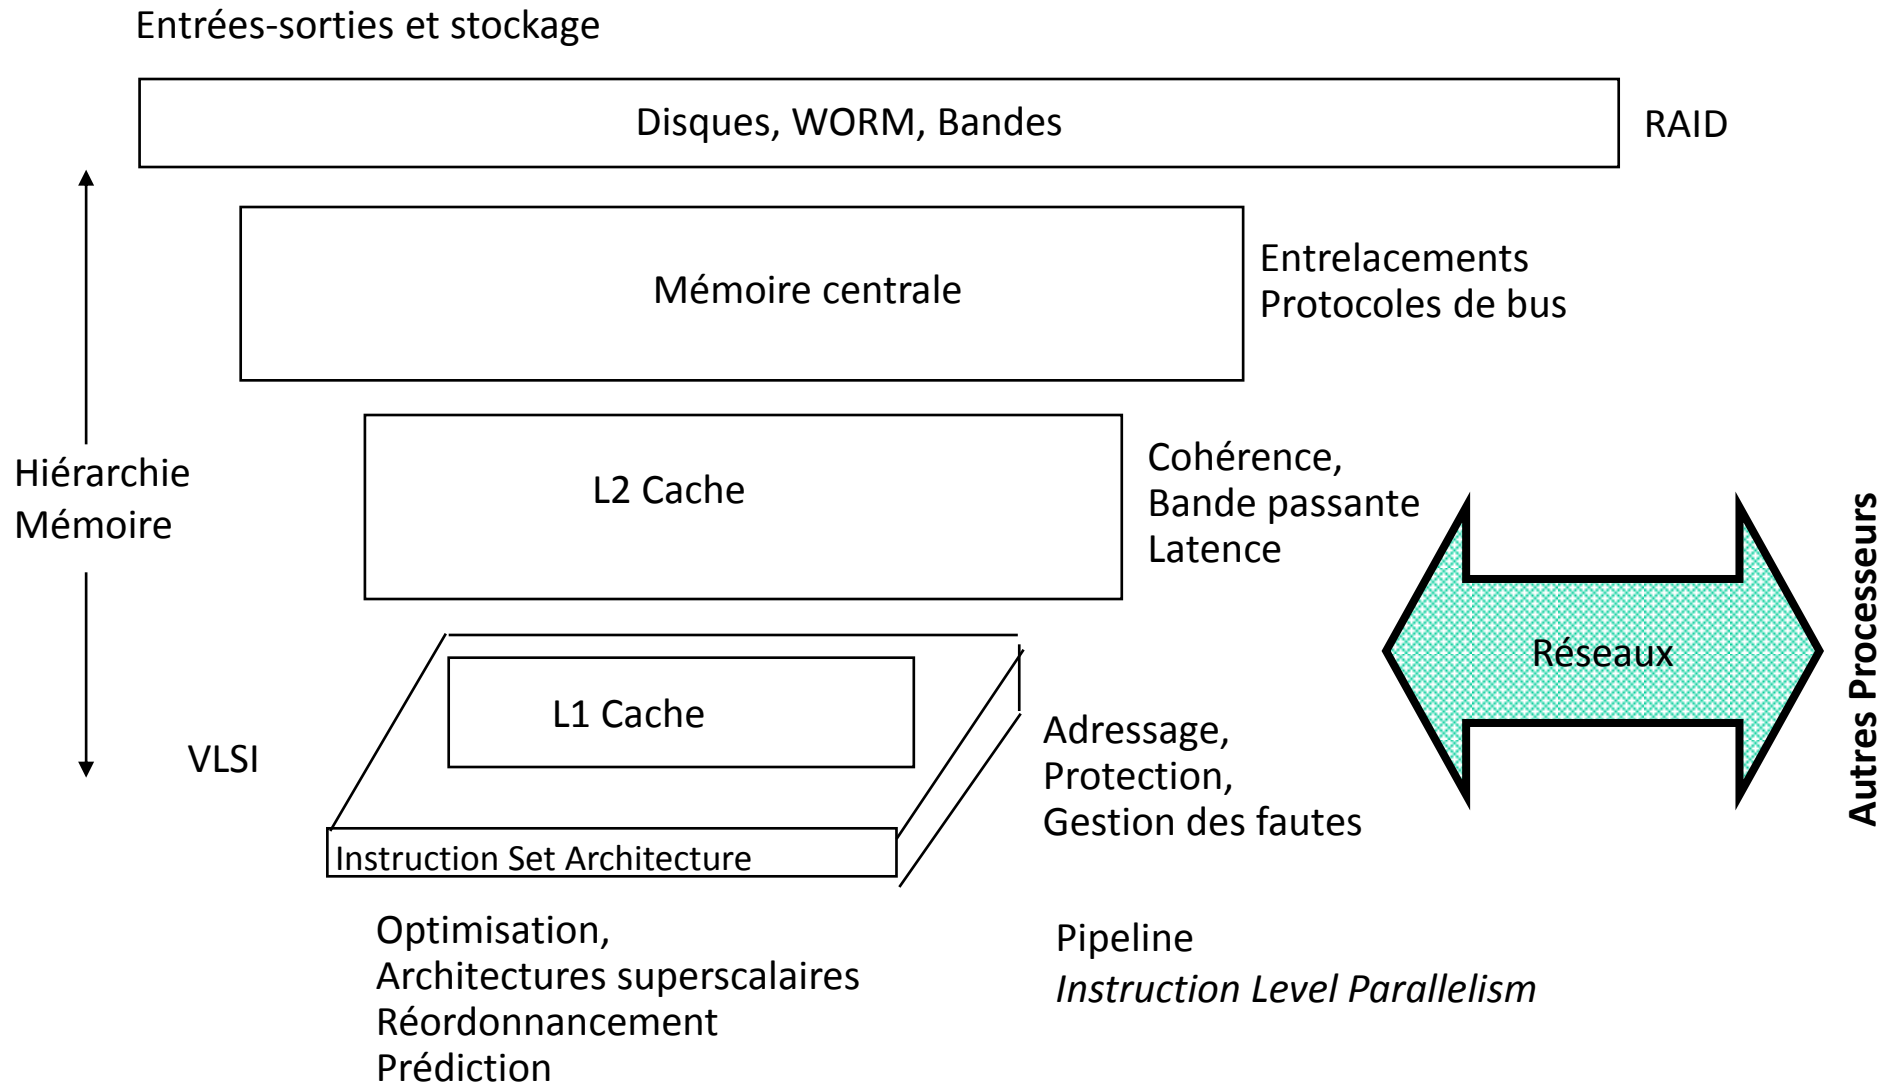 Entrées-sorties et stockage
Disques, WORM, Bandes
RAID
Mémoire centrale
Entrelacements
Protocoles de bus
Hiérarchie
Mémoire
L2 Cache
Cohérence,
Bande passante
Latence
Réseaux
Autres Processeurs
L1 Cache
VLSI
Adressage,
Protection,
Gestion des fautes
Instruction Set Architecture
Optimisation,
Architectures superscalaires
Réordonnancement
Prédiction
Pipeline
Instruction Level Parallelism